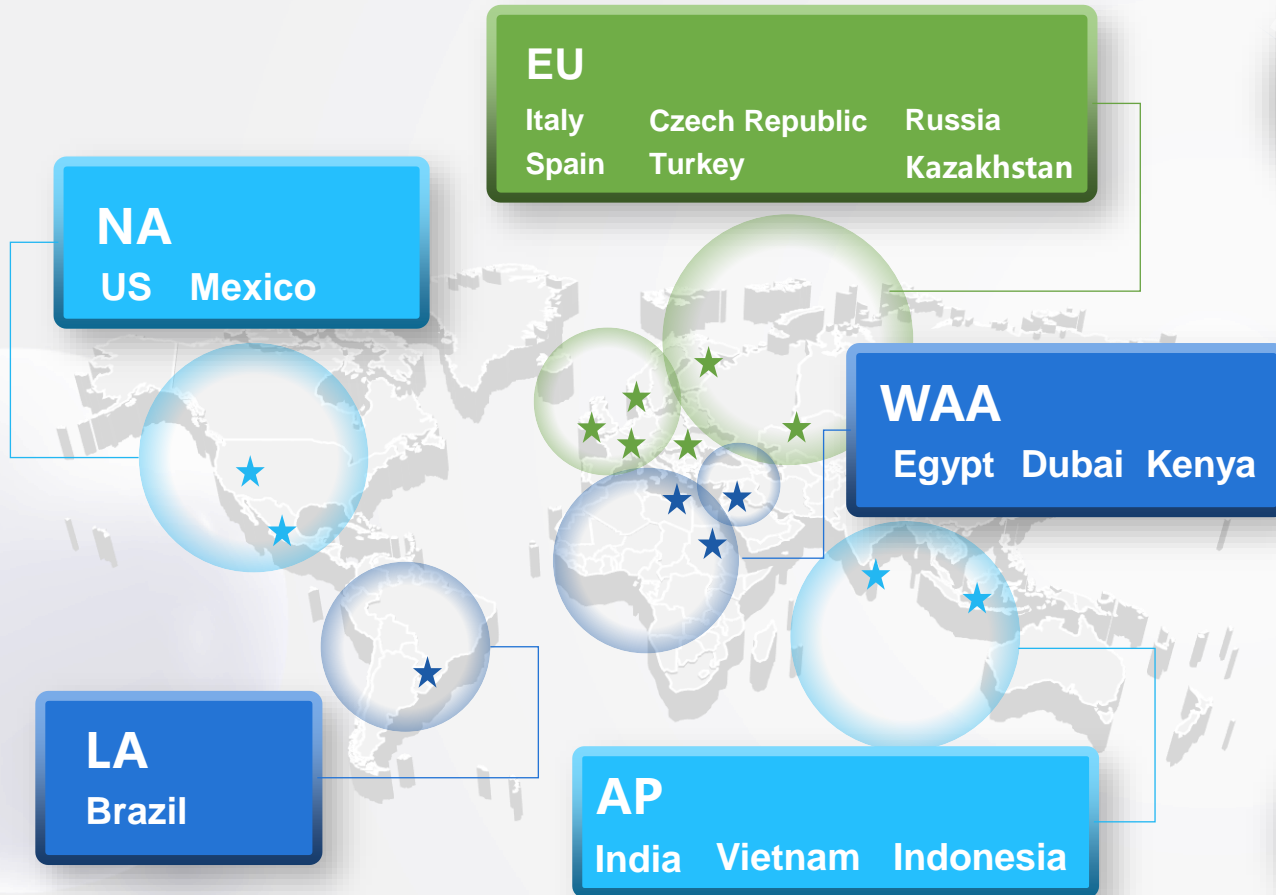 EU
Italy Czech Republic Russia
Spain Turkey Kazakhstan
NA
US Mexico
WAA
Egypt Dubai Kenya
LA
Brazil
AP
India Vietnam Indonesia